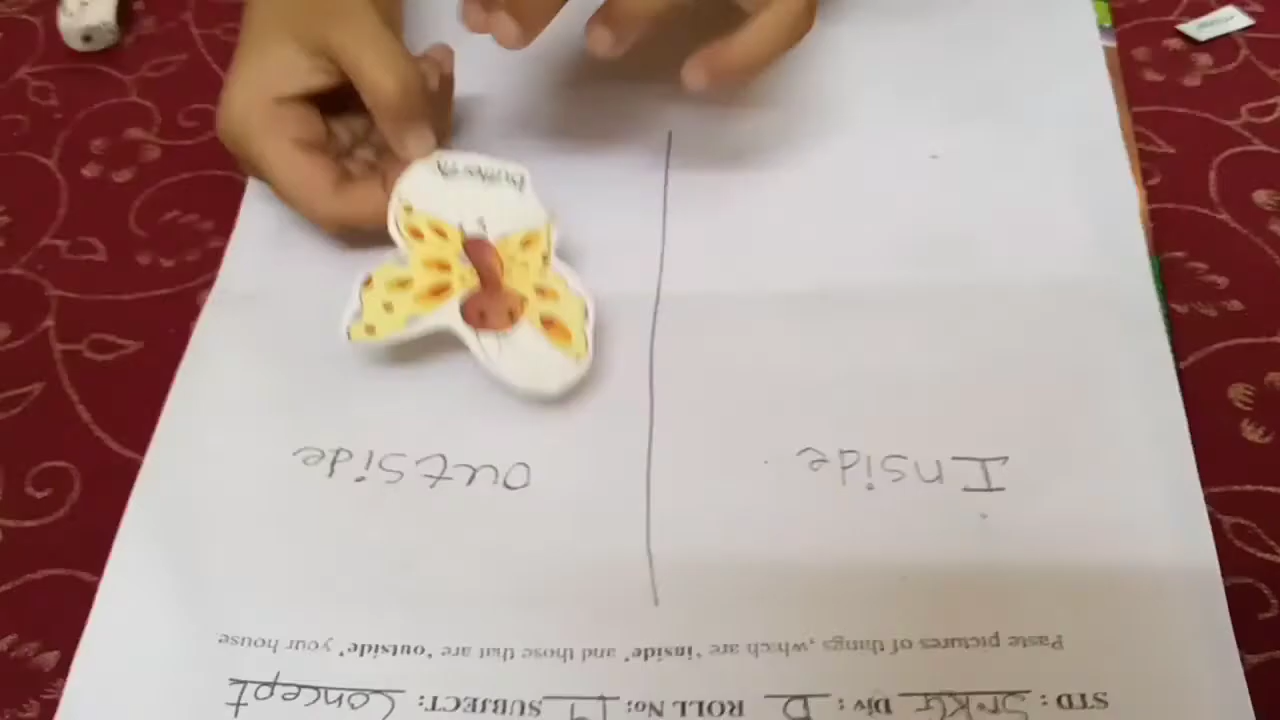 STD : Sr.KG Div : D ROLL No: 19 SUBJECT: Concept
Paste pictures of things ,which are 'inside' and those that are 'outside' your house
Inside outside